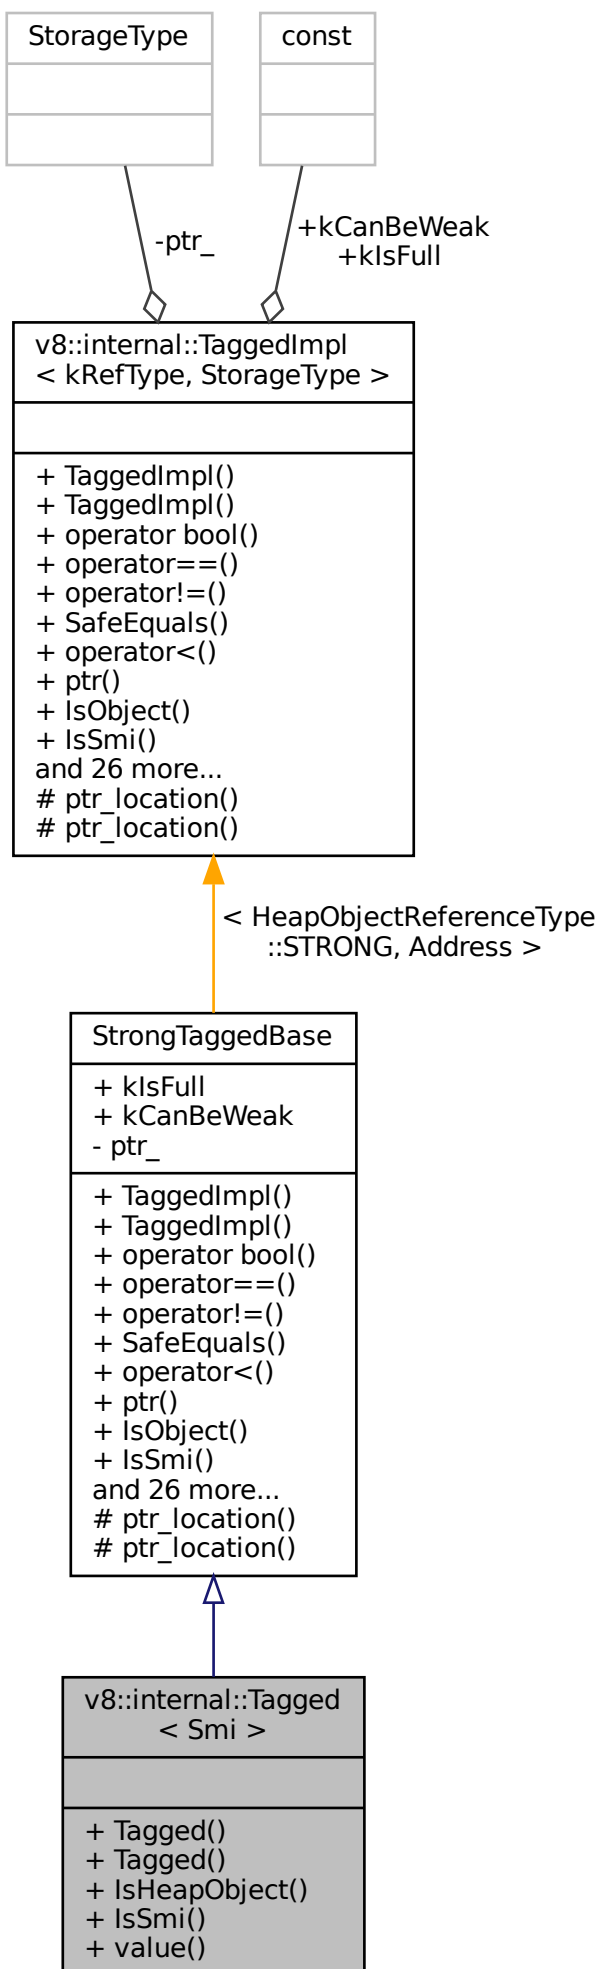 StorageType
const
-ptr_
+kCanBeWeak
+kIsFull
v8::internal::TaggedImpl
< kRefType, StorageType >
+ TaggedImpl()
+ TaggedImpl()
+ operator bool()
+ operator==()
+ operator!=()
+ SafeEquals()
+ operator<()
+ ptr()
+ IsObject()
+ IsSmi()
and 26 more...
# ptr_location()
# ptr_location()
< HeapObjectReferenceType
::STRONG, Address >
StrongTaggedBase
+ kIsFull
+ kCanBeWeak
- ptr_
+ TaggedImpl()
+ TaggedImpl()
+ operator bool()
+ operator==()
+ operator!=()
+ SafeEquals()
+ operator<()
+ ptr()
+ IsObject()
+ IsSmi()
and 26 more...
# ptr_location()
# ptr_location()
v8::internal::Tagged
< Smi >
+ Tagged()
+ Tagged()
+ IsHeapObject()
+ IsSmi()
+ value()